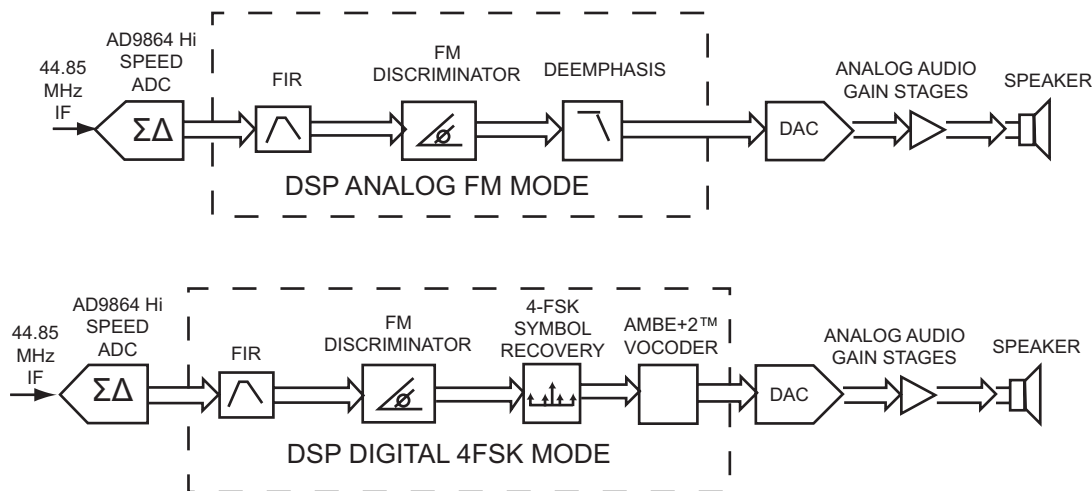 AD9864 Hi
SPEED
ADC
44.85
MHz
IF
ΣΔ
FIR
FM
DISCRIMINATOR
DEEMPHASIS
DSP ANALOG FM MODE
DAC
ANALOG AUDIO
GAIN STAGES
SPEAKER
AD9864 Hi
SPEED
ADC
44.85
MHz
IF
ΣΔ
FIR
FM
DISCRIMINATOR
4-FSK
SYMBOL
RECOVERY
AMBE+2™
VOCODER
DSP DIGITAL 4FSK MODE
DAC
ANALOG AUDIO
GAIN STAGES
SPEAKER